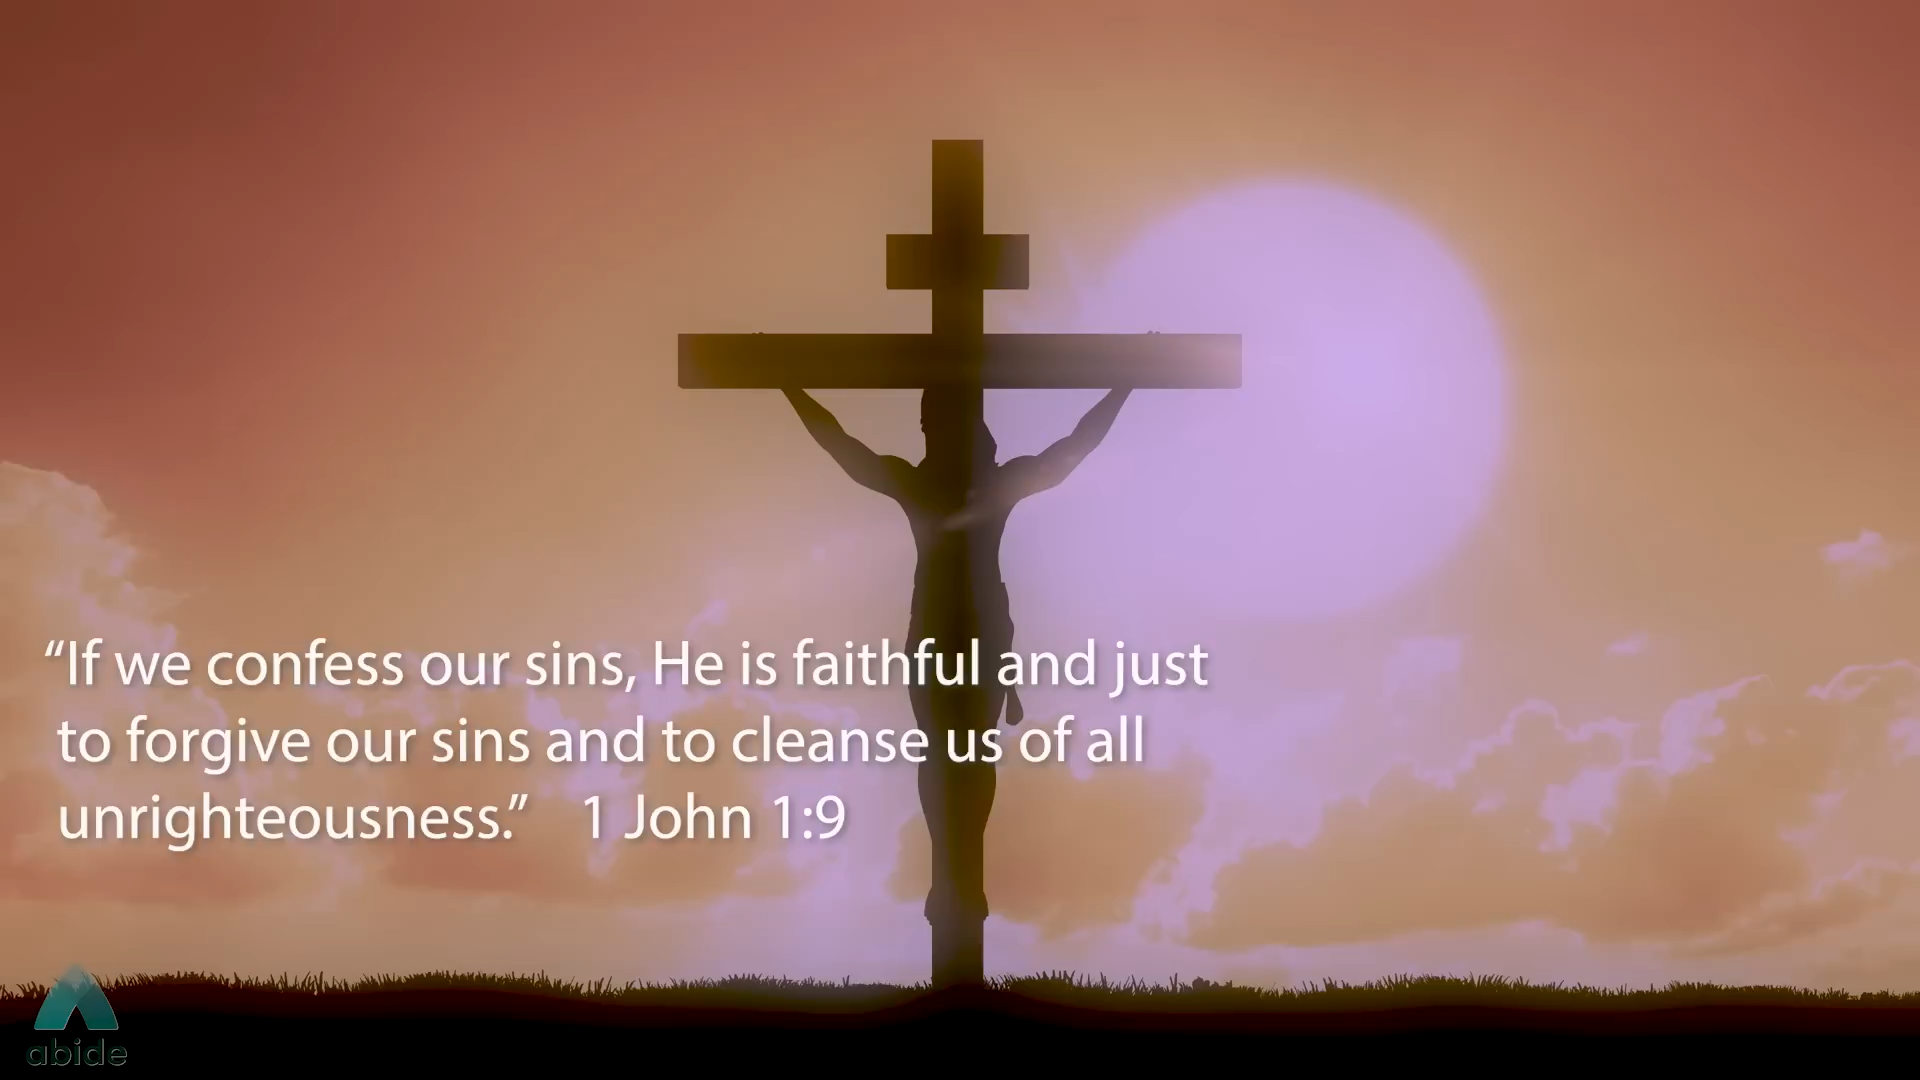 “If we confess our sins, He is faithful and just
to forgive our sins and to cleanse us of all
unrighteousness.” 1 John 1:9
abide